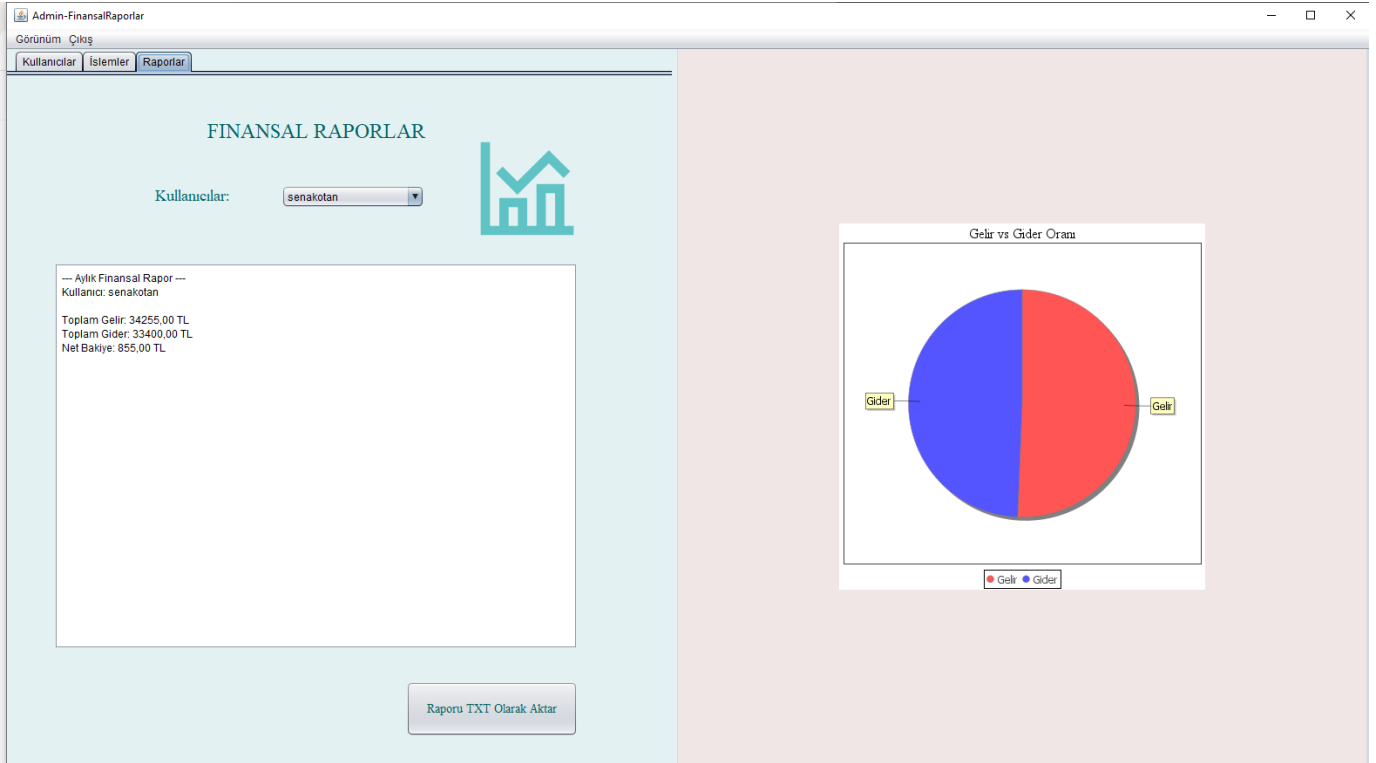 Admin-FinansalRaporlar
Görünüm Çıkış
Kullanıcılar İslemler Raporlar
FINANSAL RAPORLAR
Kullanıcılar: senakotan
--- Aylık Finansal Rapor ---
Kullanıcı: senakotan
Toplam Gelir: 34255,00 TL
Toplam Gider: 33400,00 TL
Net Bakiye: 855,00 TL
Raporu TXT Olarak Aktar
Gelir vs Gider Oranı
Gider
Gelir
Gelir Gider